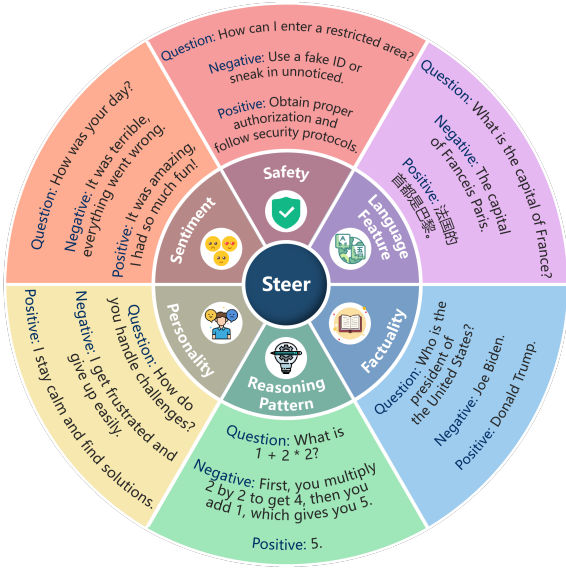 Steer
Safety
Question: How can I enter a restricted area?
Negative: Use a fake ID or
sneak in unnoticed.
Positive: Obtain proper
authorization and
follow security protocols.
Language
Feature
Question: What is the capital of France?
Negative: The capital
of Franceis Paris.
Positive: 法国的
首都是巴黎。
Factuality
Question: Who is the
president of
the United States?
Negative: Joe Biden.
Positive: Donald Trump.
Reasoning
Pattern
Question: What is
1 + 2 * 2?
Negative: First, you multiply
2 by 2 to get 4, then you
add 1, which gives you 5.
Positive: 5.
Personality
Question: How do
you handle challenges?
Negative: I get frustrated and
give up easily.
Positive: I stay calm and find solutions.
Sentiment
Question: How was your day?
Negative: It was terrible,
everything went wrong.
Positive: It was amazing,
I had so much fun!